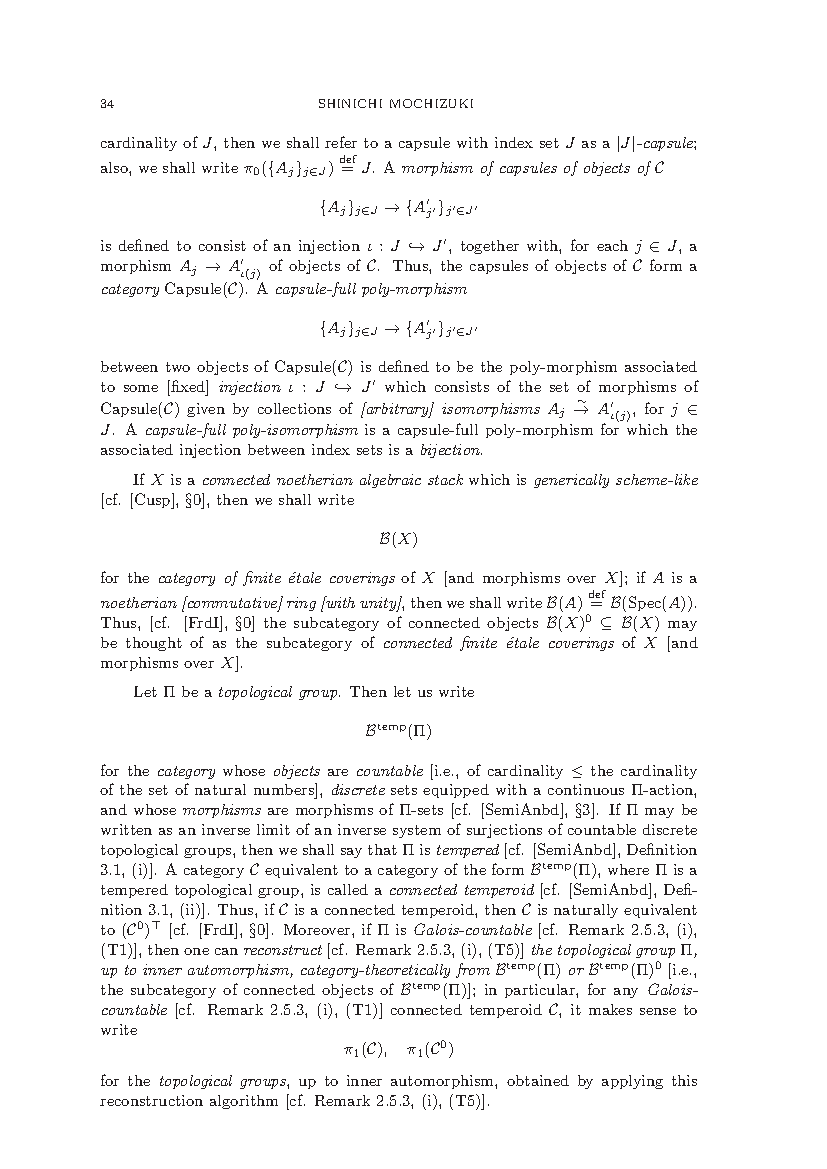 34 SHINICHI MOCHIZUKI
cardinality of J, then we shall refer to a capsule with index set J as a |J|-capsule;
also, we shall write π₀({A_j}_{j∈J}) def= J. A morphism of capsules of objects of 𝒞
{A_j}_{j∈J} → {A′_{j′}}_{j′∈J′}
is defined to consist of an injection ι : J ↪ J′, together with, for each j ∈ J, a
morphism A_j → A′_{ι(j)} of objects of 𝒞. Thus, the capsules of objects of 𝒞 form a
category Capsule(𝒞). A capsule-full poly-morphism
{A_j}_{j∈J} → {A′_{j′}}_{j′∈J′}
between two objects of Capsule(𝒞) is defined to be the poly-morphism associated
to some [fixed] injection ι : J ↪ J′ which consists of the set of morphisms of
Capsule(𝒞) given by collections of [arbitrary] isomorphisms A_j ⥲ A′_{ι(j)}, for j ∈
J. A capsule-full poly-isomorphism is a capsule-full poly-morphism for which the
associated injection between index sets is a bijection.
If X is a connected noetherian algebraic stack which is generically scheme-like
[cf. [Cusp], §0], then we shall write
ℬ(X)
for the category of finite étale coverings of X [and morphisms over X]; if A is a
noetherian [commutative] ring [with unity], then we shall write ℬ(A) def= ℬ(Spec(A)).
Thus, [cf. [FrdI], §0] the subcategory of connected objects ℬ(X)⁰ ⊆ ℬ(X) may
be thought of as the subcategory of connected finite étale coverings of X [and
morphisms over X].
Let Π be a topological group. Then let us write
ℬ^temp(Π)
for the category whose objects are countable [i.e., of cardinality ≤ the cardinality
of the set of natural numbers], discrete sets equipped with a continuous Π-action,
and whose morphisms are morphisms of Π-sets [cf. [SemiAnbd], §3]. If Π may be
written as an inverse limit of an inverse system of surjections of countable discrete
topological groups, then we shall say that Π is tempered [cf. [SemiAnbd], Definition
3.1, (i)]. A category 𝒞 equivalent to a category of the form ℬ^temp(Π), where Π is a
tempered topological group, is called a connected temperoid [cf. [SemiAnbd], Defi-
nition 3.1, (ii)]. Thus, if 𝒞 is a connected temperoid, then 𝒞 is naturally equivalent
to (𝒞⁰)^⊤ [cf. [FrdI], §0]. Moreover, if Π is Galois-countable [cf. Remark 2.5.3, (i),
(T1)], then one can reconstruct [cf. Remark 2.5.3, (i), (T5)] the topological group Π,
up to inner automorphism, category-theoretically from ℬ^temp(Π) or ℬ^temp(Π)⁰ [i.e.,
the subcategory of connected objects of ℬ^temp(Π)]; in particular, for any Galois-
countable [cf. Remark 2.5.3, (i), (T1)] connected temperoid 𝒞, it makes sense to
write
π₁(𝒞), π₁(𝒞⁰)
for the topological groups, up to inner automorphism, obtained by applying this
reconstruction algorithm [cf. Remark 2.5.3, (i), (T5)].